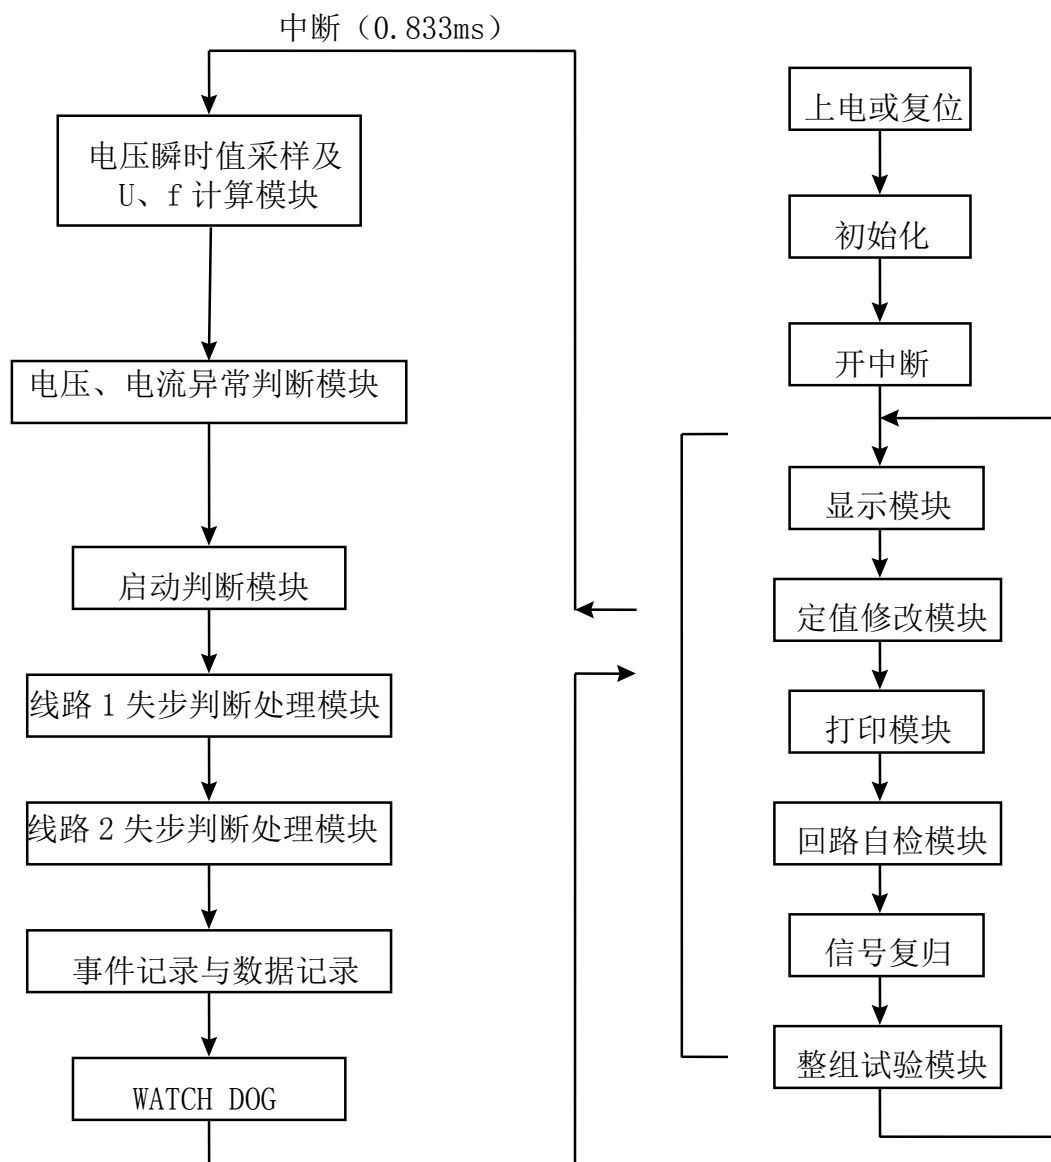 中断（0.833ms）
电压瞬时值采样及
U、f 计算模块
电压、电流异常判断模块
启动判断模块
线路 1 失步判断处理模块
线路 2 失步判断处理模块
事件记录与数据记录
WATCH DOG
上电或复位
初始化
开中断
显示模块
定值修改模块
打印模块
回路自检模块
信号复归
整组试验模块